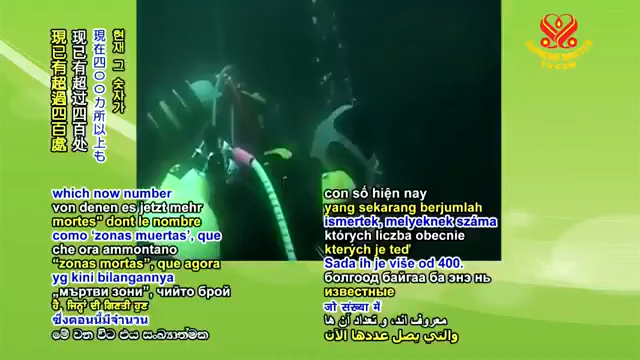 現已有超過四百處
现已有超过四百处
現在四〇〇カ所以上も
현재 그 숫자가
SUPREME MASTER
TV.COM
which now number
von denen es jetzt mehr
mortes" dont le nombre
como 'zonas muertas', que
che ora ammontano
"zonas mortas", que agora
yg kini bilangannya
„мъртви зони”, чийто брой
ਹੈ, ਜਿਨ੍ਹਾਂ ਦੀ ਗਿਣਤੀ ਹੁਣ
ซึ่งตอนนี้มีจำนวน
con số hiện nay
yang sekarang berjumlah
ismertek, melyeknek száma
których liczba obecnie
kterých je teď
Sada ih je više od 400.
болгоод байгаа ба энэ нь
известные
जो संख्या में
معروف اند، و تعداد آن ها
والتي يصل عددها الآن